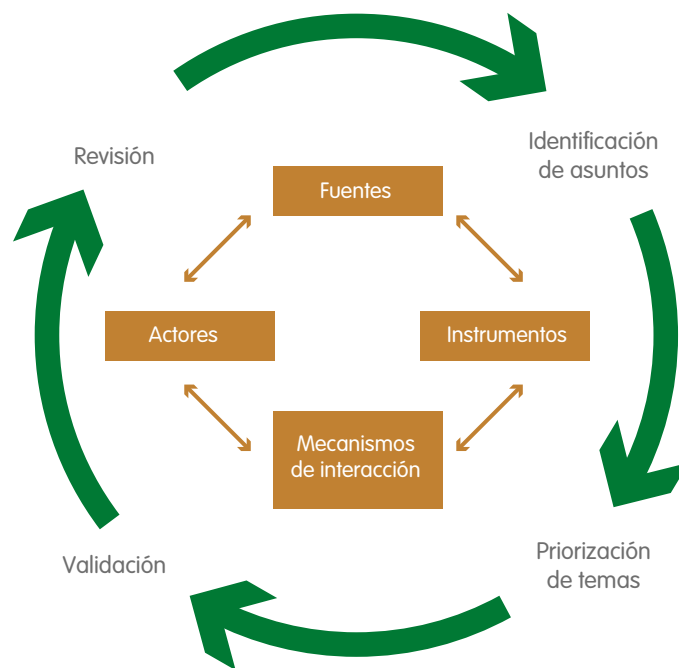 Revisión
Identificación
de asuntos
Fuentes
Actores
Instrumentos
Mecanismos
de interacción
Validación
Priorización
de temas